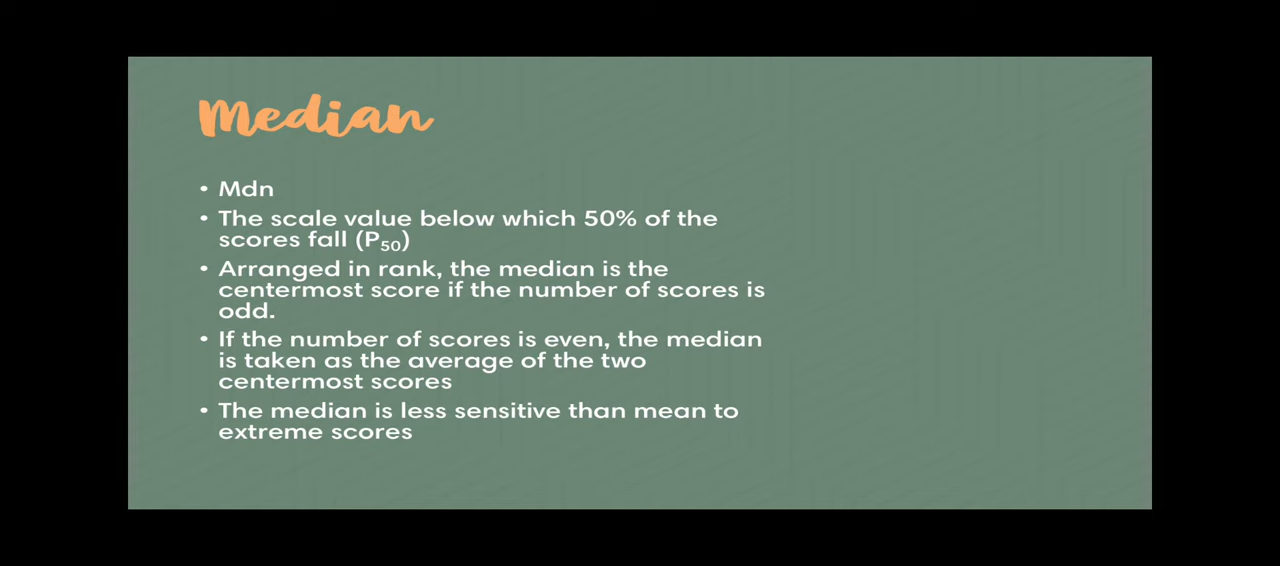 Median
• Mdn
• The scale value below which 50% of the
scores fall (P50)
• Arranged in rank, the median is the
centermost score if the number of scores is
odd.
• If the number of scores is even, the median
is taken as the average of the two
centermost scores
• The median is less sensitive than mean to
extreme scores